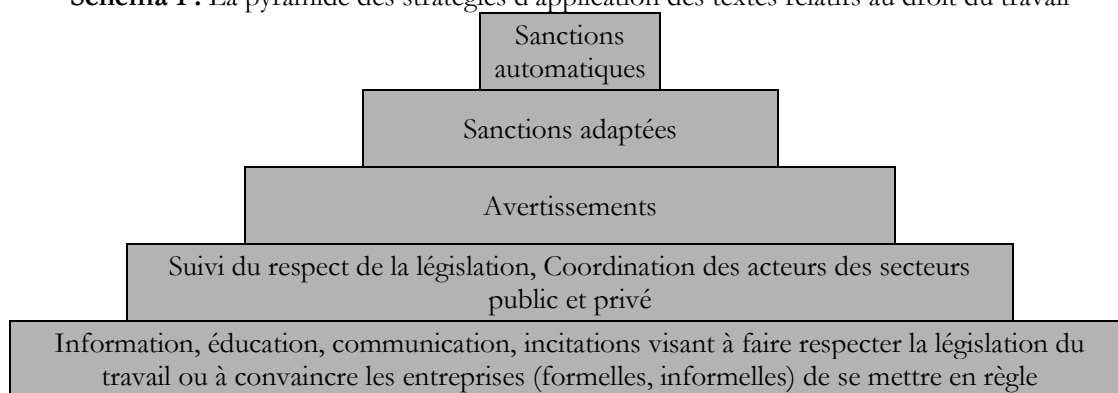 Schéma 1 : La pyramide des stratégies d'application des textes relatifs au droit du travail
Sanctions
automatiques
Sanctions adaptées
Avertissements
Suivi du respect de la législation, Coordination des acteurs des secteurs
public et privé
Information, éducation, communication, incitations visant à faire respecter la législation du
travail ou à convaincre les entreprises (formelles, informelles) de se mettre en règle